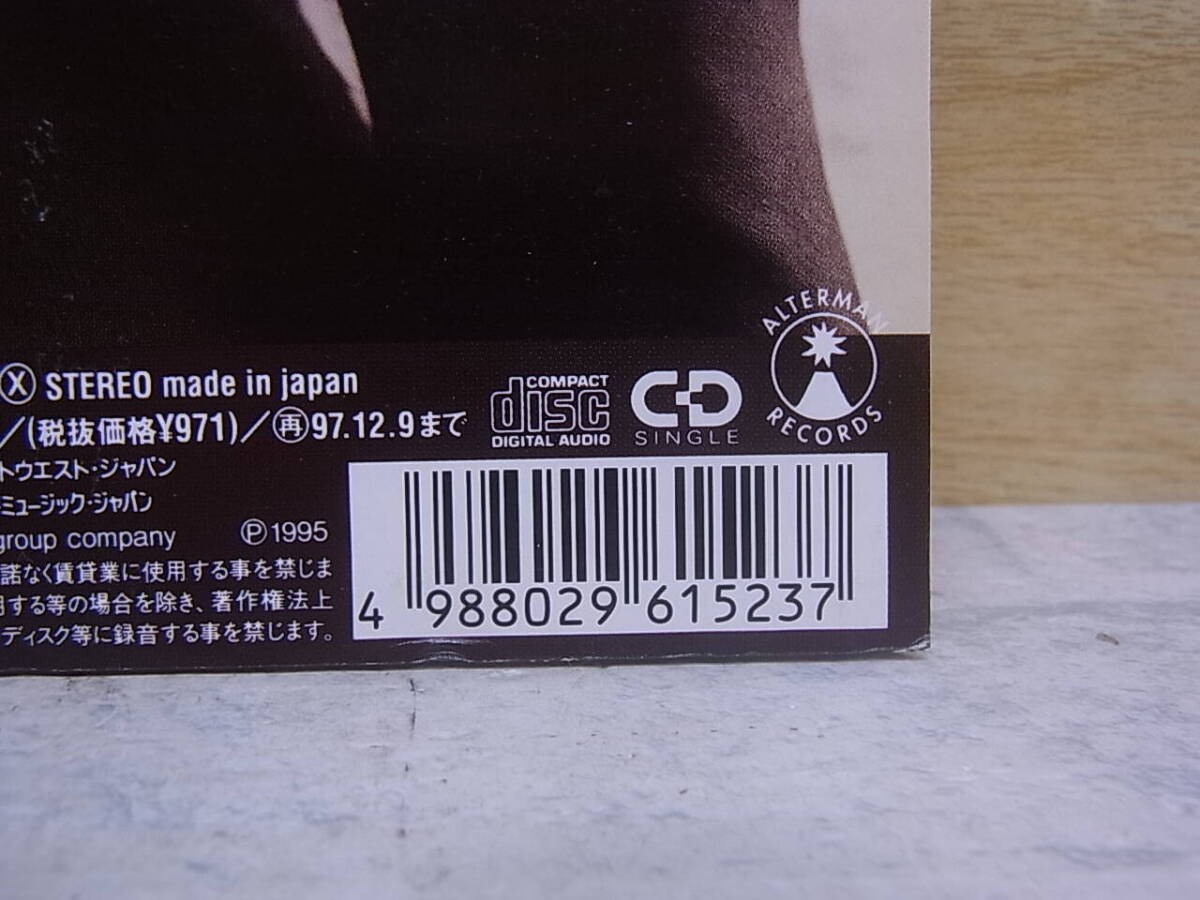 ALTERMAN
RECORDS
Ⓧ STEREO made in japan
/(税抜価格¥971)/㊢97.12.9まで
COMPACT
disc
DIGITAL AUDIO
CD
SINGLE
トウエスト・ジャパン
ミュージック・ジャパン
group company Ⓟ1995
諾なく賃貸業に使用する事を禁じま
用する等の場合を除き、著作権法上
ディスク等に録音する事を禁じます。
4 988029 615237